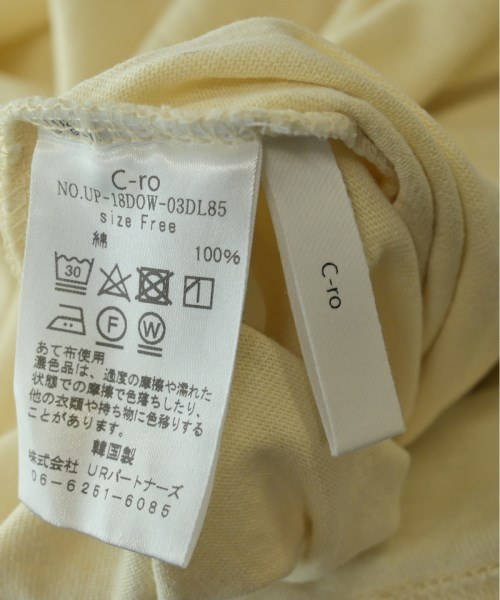 C-ro
NO.UP-18DOW-03DL85
size Free
綿 100%
30
F W
あて布使用
濃色品は、過度の摩擦や濡れた
状態での摩擦で色落ちしたり、
他の衣類や持ち物に色移りする
ことがあります。
韓国製
株式会社 URパートナーズ
06-6251-6085
C-ro